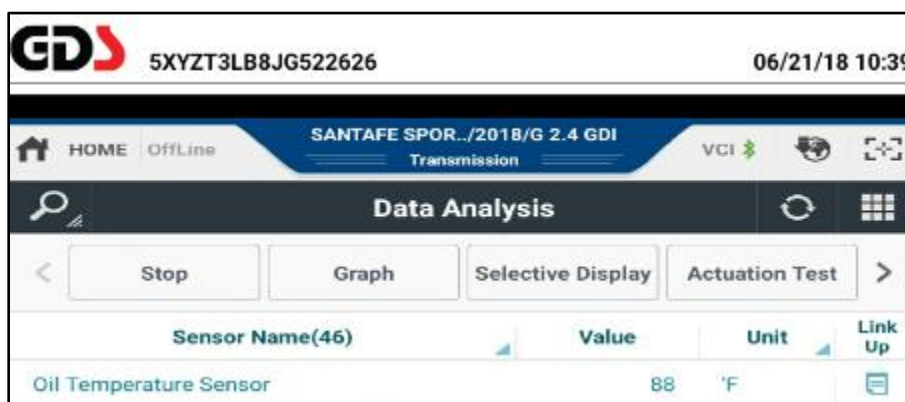 GDS 5XYZT3LB8JG522626 06/21/18 10:39
SANTAFE SPOR../2018/G 2.4 GDI
HOME OffLine Transmission VCI
Data Analysis
Stop Graph Selective Display Actuation Test
Sensor Name(46) Value Unit Link Up
Oil Temperature Sensor 88 'F